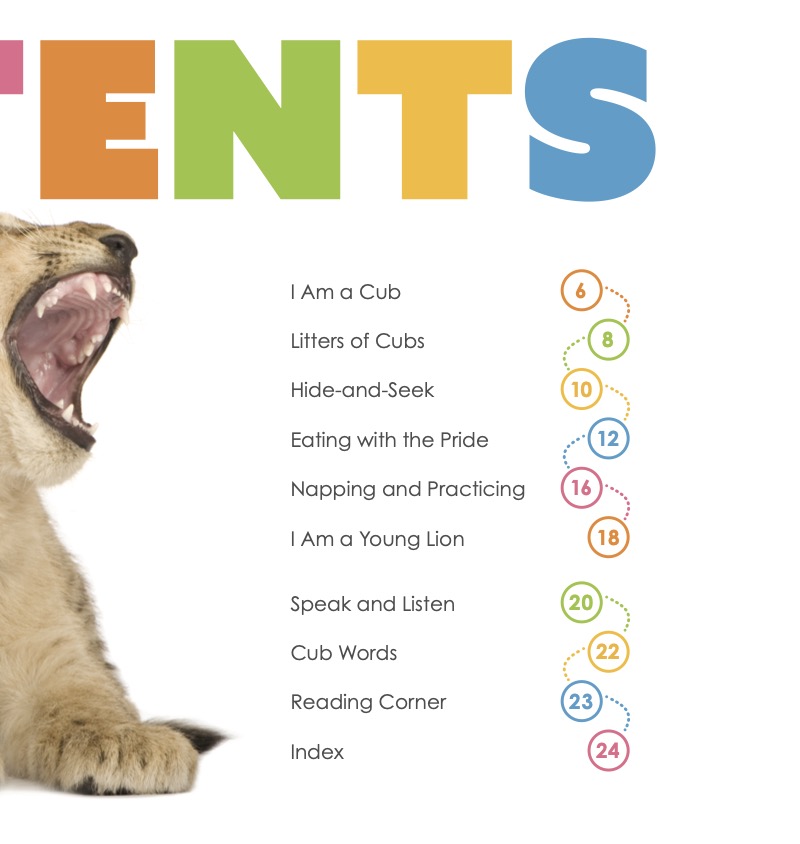 TENTS
I Am a Cub 6
Litters of Cubs 8
Hide-and-Seek 10
Eating with the Pride 12
Napping and Practicing 16
I Am a Young Lion 18
Speak and Listen 20
Cub Words 22
Reading Corner 23
Index 24